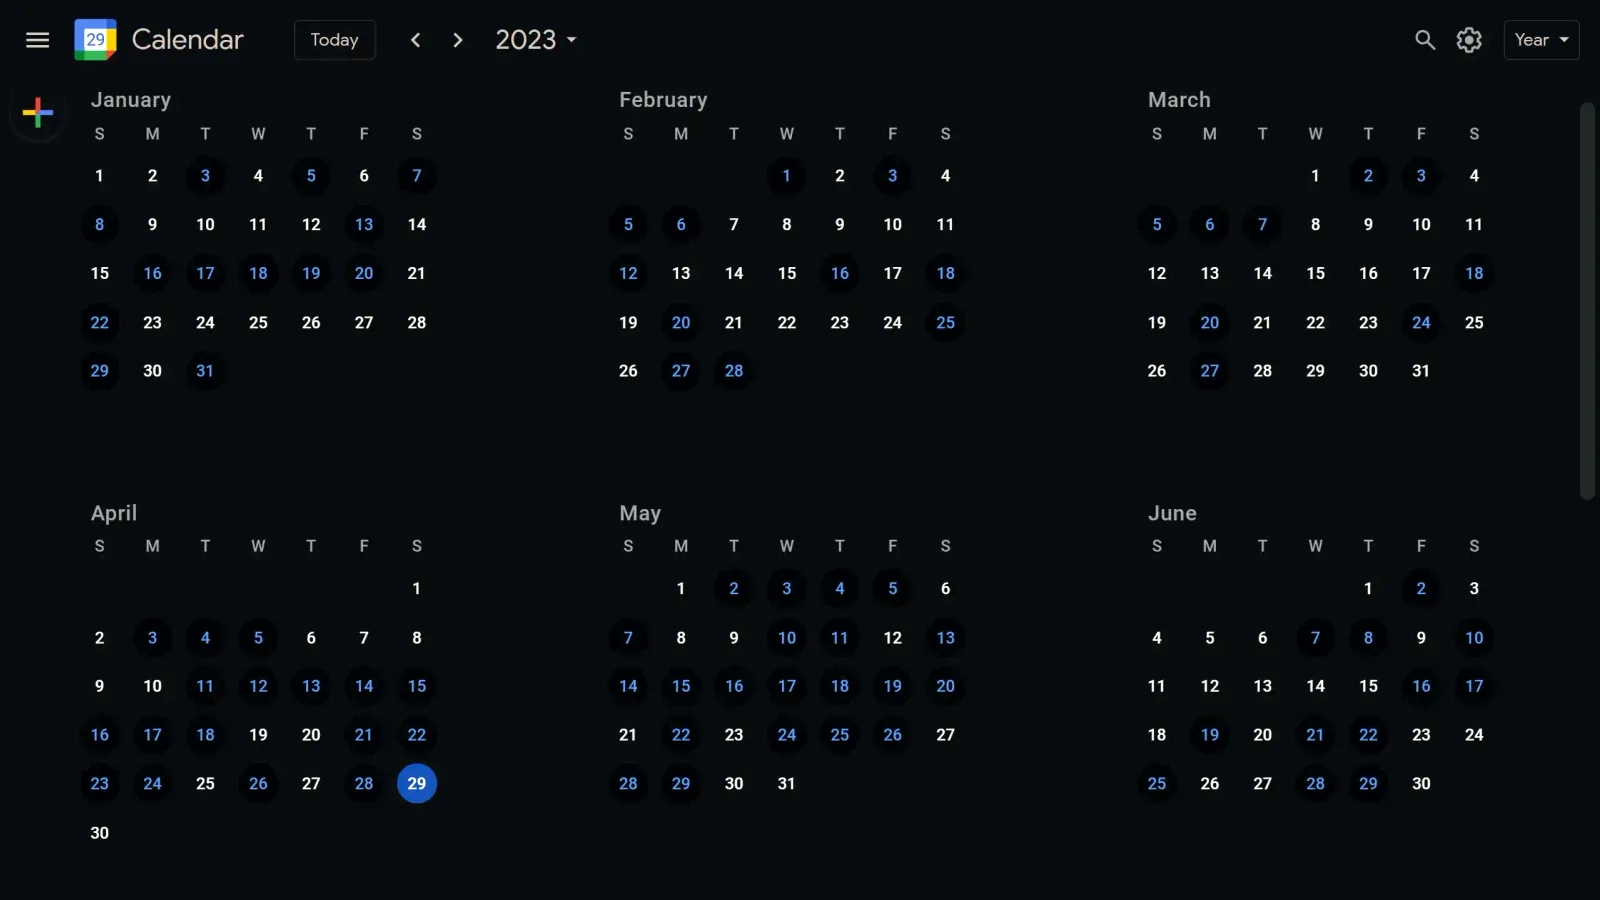 29 Calendar Today 2023 Year
January February March
S M T W T F S S M T W T F S S M T W T F S
1 2 3 4 5 6 7 1 2 3 4 1 2 3 4
8 9 10 11 12 13 14 5 6 7 8 9 10 11 5 6 7 8 9 10 11
15 16 17 18 19 20 21 12 13 14 15 16 17 18 12 13 14 15 16 17 18
22 23 24 25 26 27 28 19 20 21 22 23 24 25 19 20 21 22 23 24 25
29 30 31 26 27 28 26 27 28 29 30 31
April May June
S M T W T F S S M T W T F S S M T W T F S
1 1 2 3 4 5 6 1 2 3
2 3 4 5 6 7 8 7 8 9 10 11 12 13 4 5 6 7 8 9 10
9 10 11 12 13 14 15 14 15 16 17 18 19 20 11 12 13 14 15 16 17
16 17 18 19 20 21 22 21 22 23 24 25 26 27 18 19 20 21 22 23 24
23 24 25 26 27 28 29 28 29 30 31 25 26 27 28 29 30
30